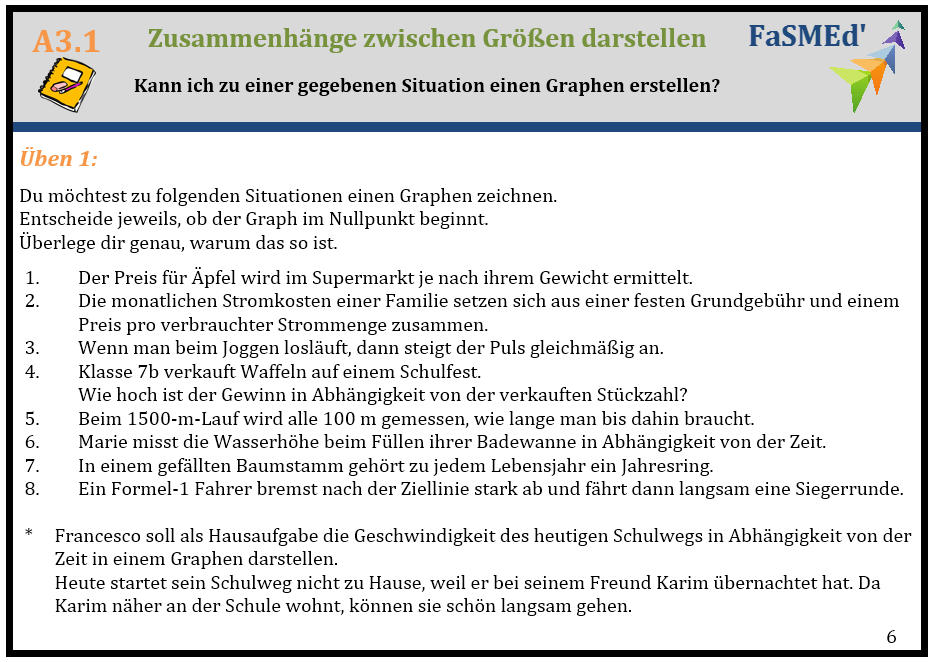 A3.1
Zusammenhänge zwischen Größen darstellen
FaSMEd'
Kann ich zu einer gegebenen Situation einen Graphen erstellen?
Üben 1:
Du möchtest zu folgenden Situationen einen Graphen zeichnen.
Entscheide jeweils, ob der Graph im Nullpunkt beginnt.
Überlege dir genau, warum das so ist.
1. Der Preis für Äpfel wird im Supermarkt je nach ihrem Gewicht ermittelt.
2. Die monatlichen Stromkosten einer Familie setzen sich aus einer festen Grundgebühr und einem
Preis pro verbrauchter Strommenge zusammen.
3. Wenn man beim Joggen losläuft, dann steigt der Puls gleichmäßig an.
4. Klasse 7b verkauft Waffeln auf einem Schulfest.
Wie hoch ist der Gewinn in Abhängigkeit von der verkauften Stückzahl?
5. Beim 1500-m-Lauf wird alle 100 m gemessen, wie lange man bis dahin braucht.
6. Marie misst die Wasserhöhe beim Füllen ihrer Badewanne in Abhängigkeit von der Zeit.
7. In einem gefällten Baumstamm gehört zu jedem Lebensjahr ein Jahresring.
8. Ein Formel-1 Fahrer bremst nach der Ziellinie stark ab und fährt dann langsam eine Siegerrunde.
* Francesco soll als Hausaufgabe die Geschwindigkeit des heutigen Schulwegs in Abhängigkeit von der
Zeit in einem Graphen darstellen.
Heute startet sein Schulweg nicht zu Hause, weil er bei seinem Freund Karim übernachtet hat. Da
Karim näher an der Schule wohnt, können sie schön langsam gehen.
6